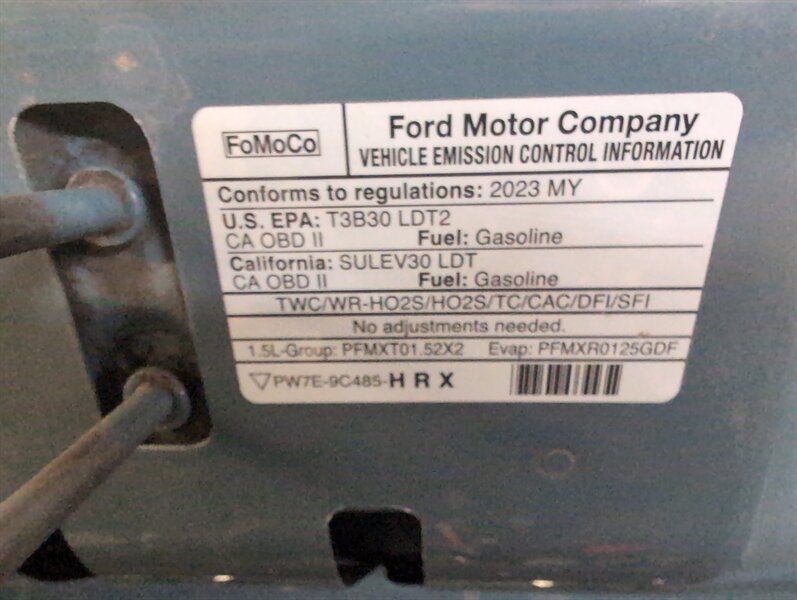 FoMoCo
Ford Motor Company
VEHICLE EMISSION CONTROL INFORMATION
Conforms to regulations: 2023 MY
U.S. EPA: T3B30 LDT2
CA OBD II Fuel: Gasoline
California: SULEV30 LDT
CA OBD II Fuel: Gasoline
TWC/WR-HO2S/HO2S/TC/CAC/DFI/SFI
No adjustments needed.
1.5L-Group: PFMXT01.52X2 Evap: PFMXR0125GDF
PW7E-9C485-H R X